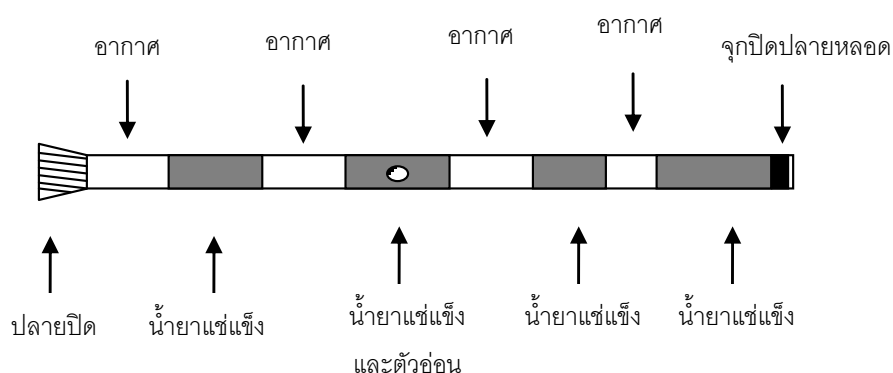 อากาศ อากาศ อากาศ อากาศ จุกปิดปลายหลอด
ปลายปิด น้ำยาแช่แข็ง น้ำยาแช่แข็ง น้ำยาแช่แข็ง น้ำยาแช่แข็ง
และตัวอ่อน